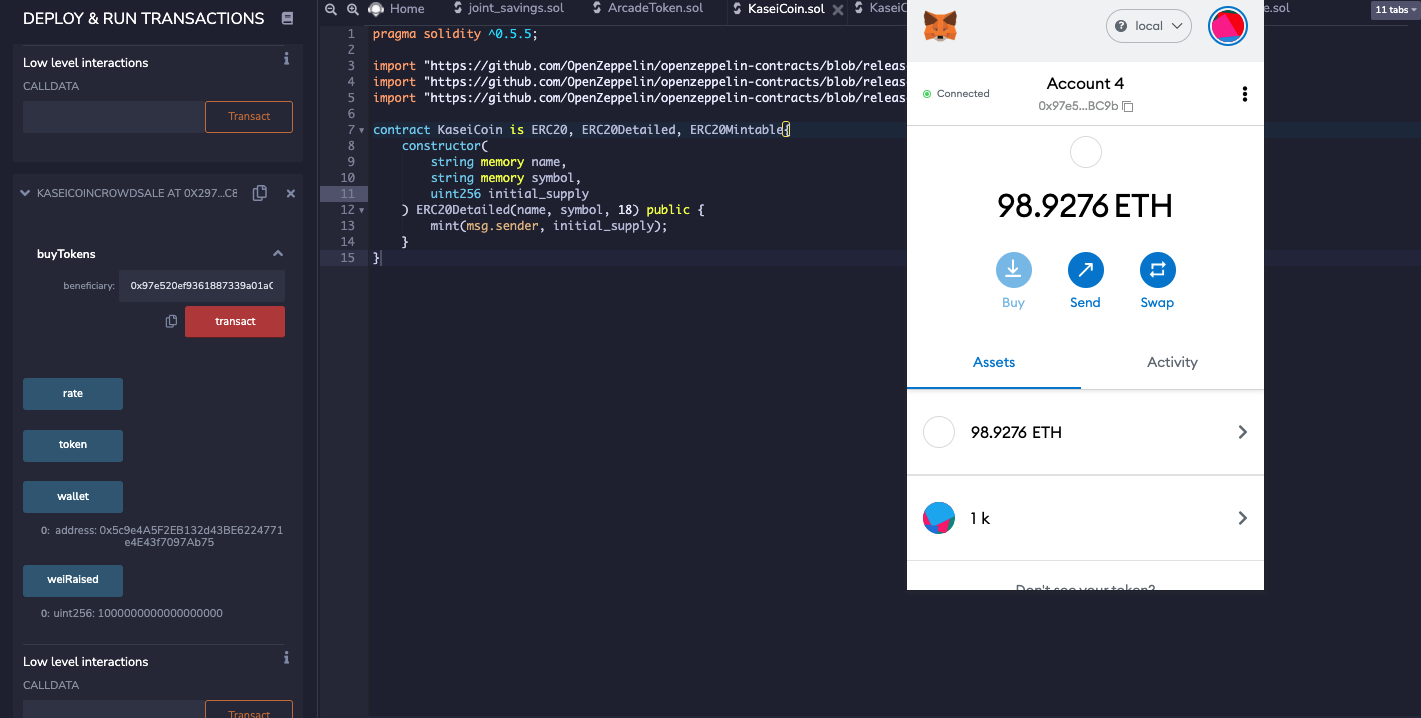 DEPLOY & RUN TRANSACTIONS
Low level interactions
CALLDATA
Transact
KASEICOINCROWDSALE AT 0X297...C8
buyTokens
beneficiary:
0x97e520ef9361887339a01a
transact
rate
token
wallet
0: address: 0x5c9e4A5F2EB132d43BE6224771
e4E43f7097Ab75
weiRaised
0: uint256: 1000000000000000000
Low level interactions
CALLDATA
Transact
Home
joint_savings.sol
ArcadeToken.sol
KaseiCoin.sol
KaseiC
e.sol
11 tabs
1 pragma solidity ^0.5.5;
2
3 import "https://github.com/OpenZeppelin/openzeppelin-contracts/blob/releas
4 import "https://github.com/OpenZeppelin/openzeppelin-contracts/blob/releas
5 import "https://github.com/OpenZeppelin/openzeppelin-contracts/blob/releas
6
7 contract KaseiCoin is ERC20, ERC20Detailed, ERC20Mintable{
8 constructor(
9 string memory name,
10 string memory symbol,
11 uint256 initial_supply
12 ) ERC20Detailed(name, symbol, 18) public {
13 mint(msg.sender, initial_supply);
14 }
15 }
local
Connected
Account 4
0x97e5...BC9b
98.9276 ETH
Buy
Send
Swap
Assets
Activity
98.9276 ETH
1 k
Don't see your token?